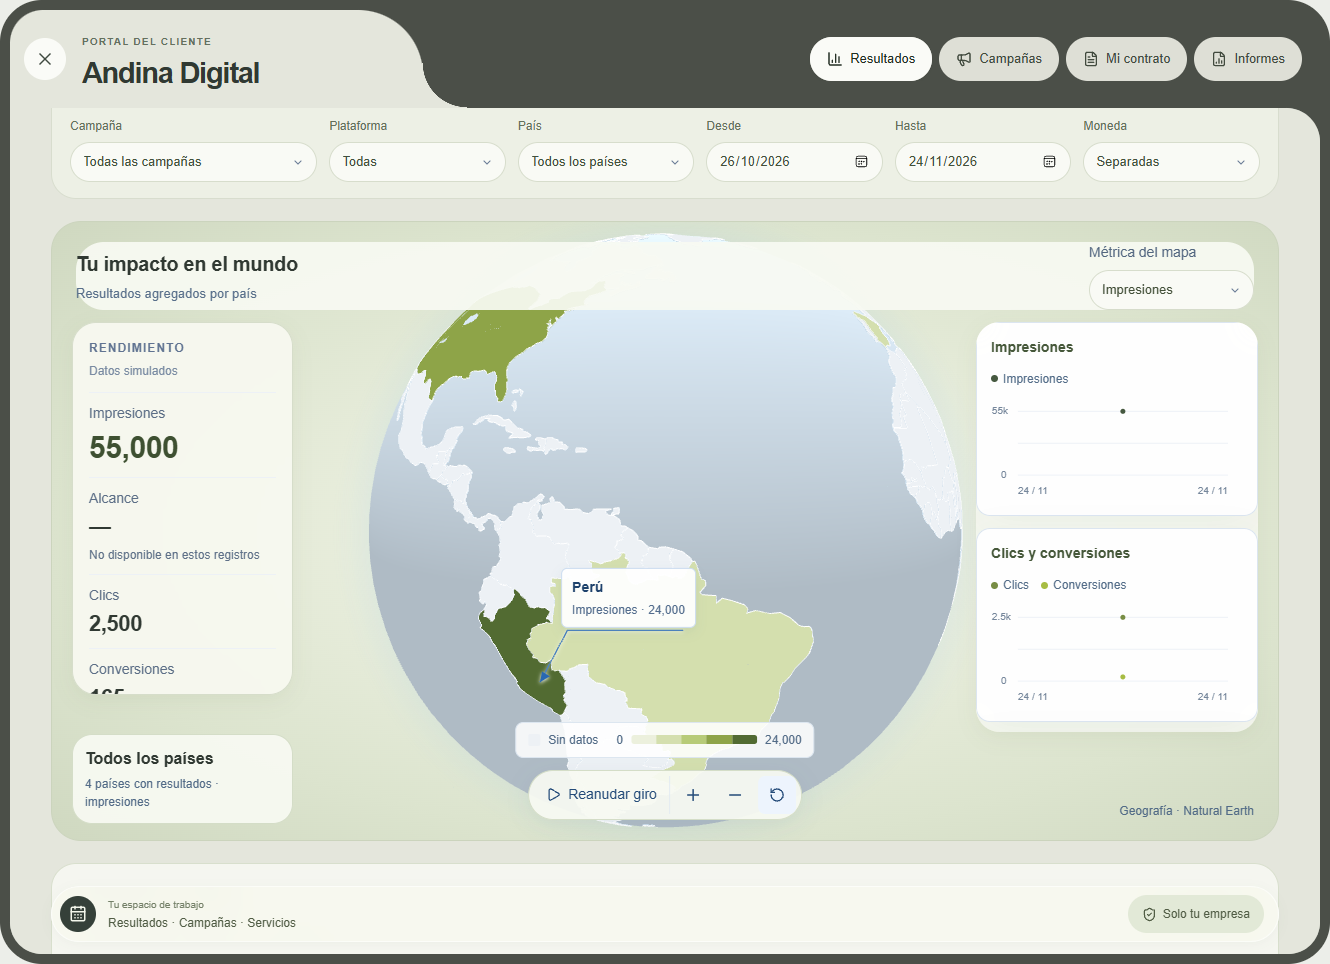 PORTAL DEL CLIENTE
Andina Digital
Resultados
Campañas
Mi contrato
Informes
Campaña
Plataforma
País
Desde
Hasta
Moneda
Todas las campañas
Todas
Todos los países
26/10/2026
24/11/2026
Separadas
Tu impacto en el mundo
Resultados agregados por país
Métrica del mapa
Impresiones
RENDIMIENTO
Datos simulados
Impresiones
55,000
Alcance
—
No disponible en estos registros
Clics
2,500
Conversiones
Impresiones
Impresiones
55k
0
24 / 11
24 / 11
Clics y conversiones
Clics
Conversiones
2.5k
0
24 / 11
24 / 11
Perú
Impresiones · 24,000
Sin datos
0
24,000
Reanudar giro
Todos los países
4 países con resultados ·
impresiones
Geografía · Natural Earth
Tu espacio de trabajo
Resultados · Campañas · Servicios
Solo tu empresa